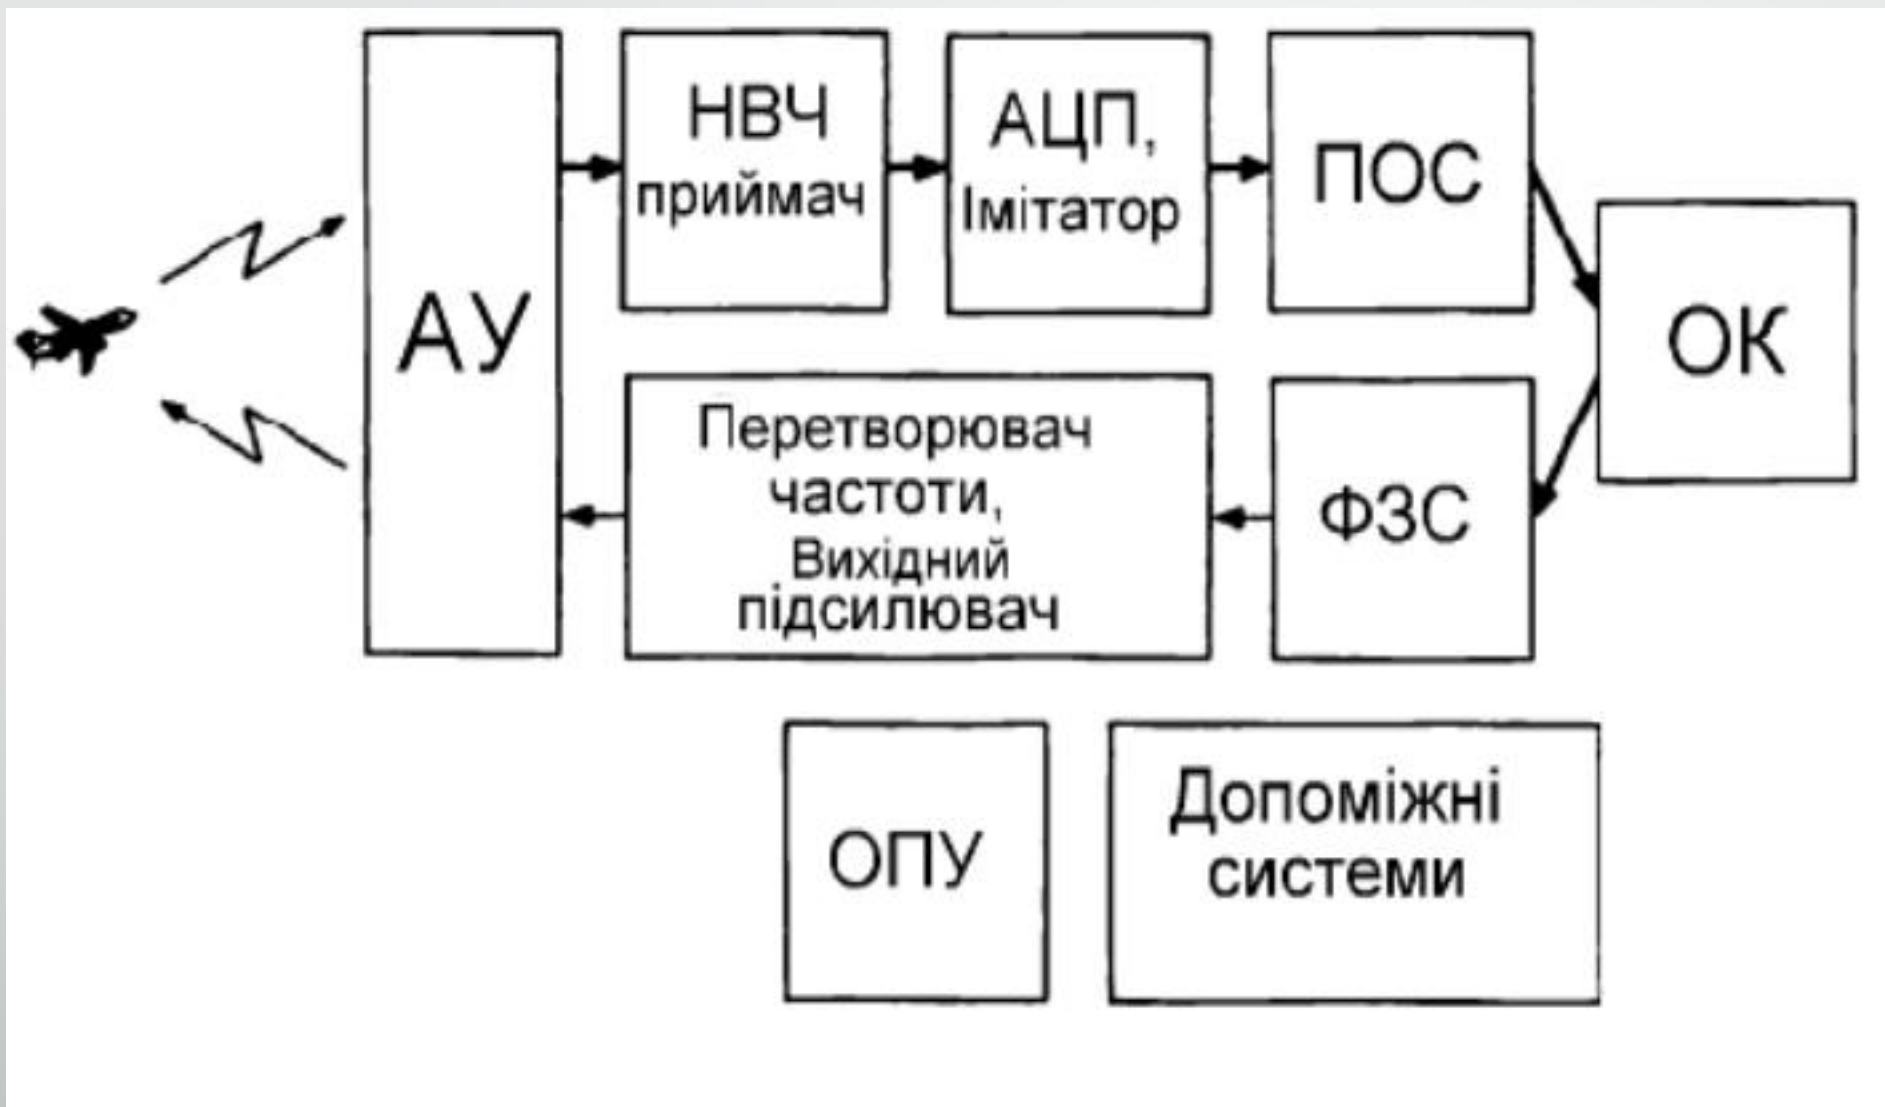 АУ
НВЧ
приймач
АЦП,
Імітатор
ПОС
ОК
ФЗС
Перетворювач
частоти,
Вихідний
підсилювач
ОПУ
Допоміжні
системи